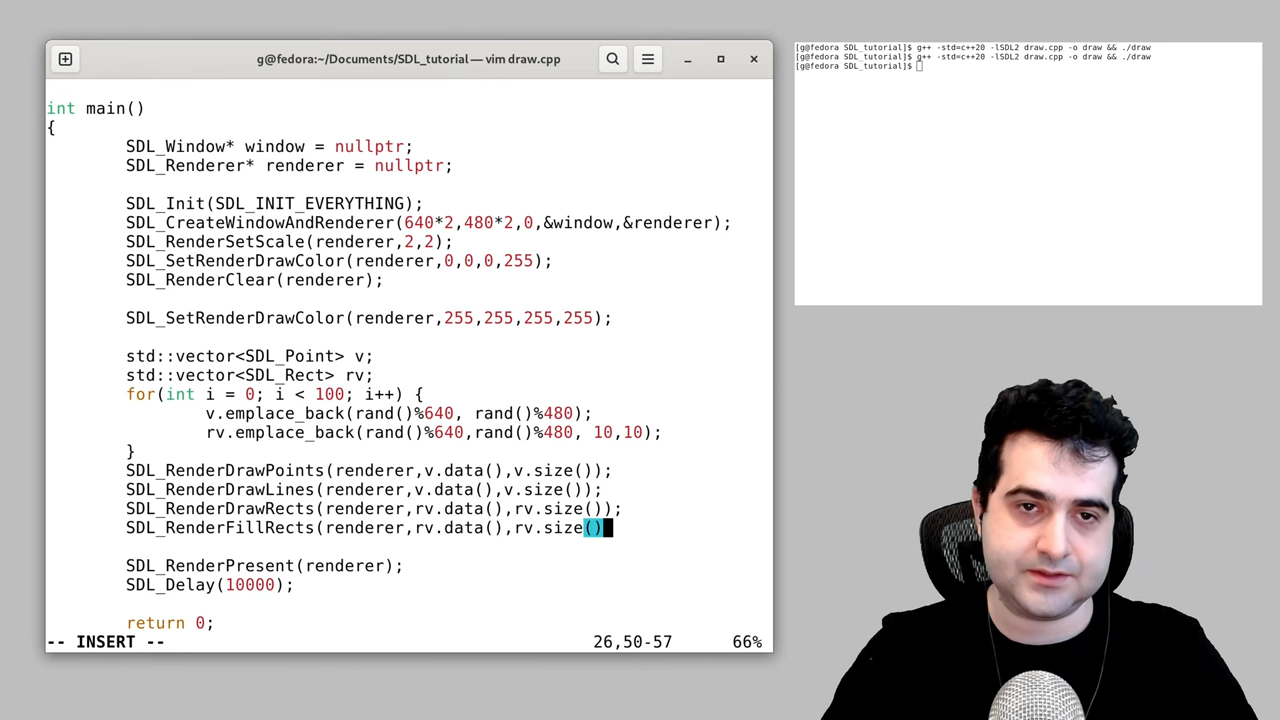 g@fedora:~/Documents/SDL_tutorial — vim draw.cpp
int main()
{
SDL_Window* window = nullptr;
SDL_Renderer* renderer = nullptr;
SDL_Init(SDL_INIT_EVERYTHING);
SDL_CreateWindowAndRenderer(640*2,480*2,0,&window,&renderer);
SDL_RenderSetScale(renderer,2,2);
SDL_SetRenderDrawColor(renderer,0,0,0,255);
SDL_RenderClear(renderer);
SDL_SetRenderDrawColor(renderer,255,255,255,255);
std::vector<SDL_Point> v;
std::vector<SDL_Rect> rv;
for(int i = 0; i < 100; i++) {
v.emplace_back(rand()%640, rand()%480);
rv.emplace_back(rand()%640,rand()%480, 10,10);
}
SDL_RenderDrawPoints(renderer,v.data(),v.size());
SDL_RenderDrawLines(renderer,v.data(),v.size());
SDL_RenderDrawRects(renderer,rv.data(),rv.size());
SDL_RenderFillRects(renderer,rv.data(),rv.size()
SDL_RenderPresent(renderer);
SDL_Delay(10000);
return 0;
-- INSERT -- 26,50-57 66%
[g@fedora SDL_tutorial]$ g++ -std=c++20 -lSDL2 draw.cpp -o draw && ./draw
[g@fedora SDL_tutorial]$ g++ -std=c++20 -lSDL2 draw.cpp -o draw && ./draw
[g@fedora SDL_tutorial]$